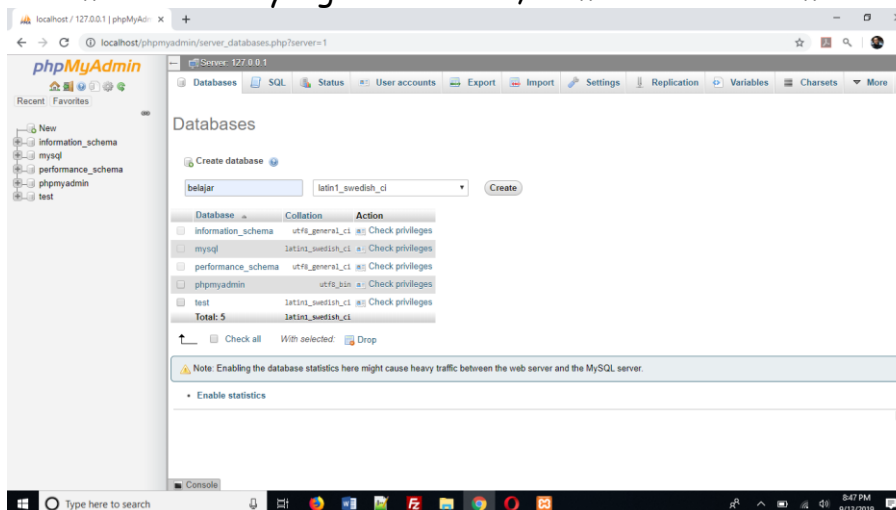 localhost / 127.0.0.1 | phpMyAdm
localhost/phpmyadmin/server_databases.php?server=1
phpMyAdmin
Recent Favorites
New
information_schema
mysql
performance_schema
phpmyadmin
test
Server: 127.0.0.1
Databases SQL Status User accounts Export Import Settings Replication Variables Charsets More
Databases
Create database
belajar latin1_swedish_ci Create
Database Collation Action
information_schema utf8_general_ci Check privileges
mysql latin1_swedish_ci Check privileges
performance_schema utf8_general_ci Check privileges
phpmyadmin utf8_bin Check privileges
test latin1_swedish_ci Check privileges
Total: 5 latin1_swedish_ci
Check all With selected: Drop
Note: Enabling the database statistics here might cause heavy traffic between the web server and the MySQL server.
Enable statistics
Console
Type here to search
8:47 PM